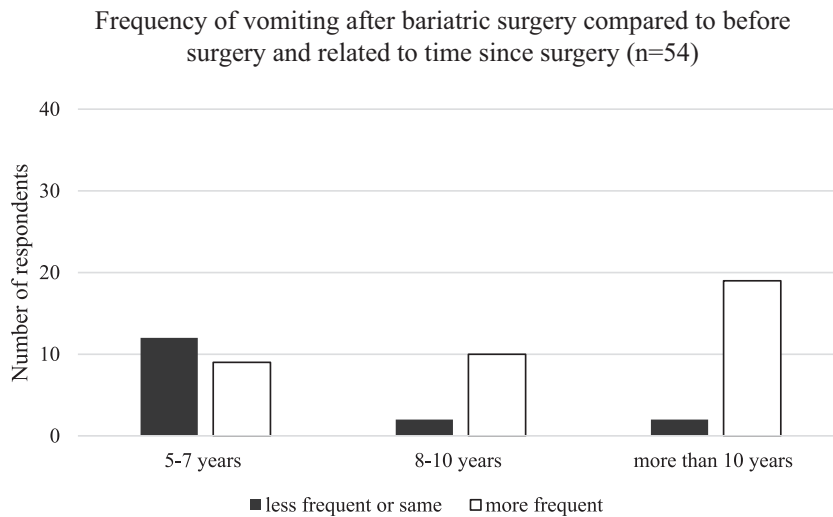 Frequency of vomiting after bariatric surgery compared to before
surgery and related to time since surgery (n=54)
40
30
20
10
0
Number of respondents
5-7 years
8-10 years
more than 10 years
less frequent or same
more frequent